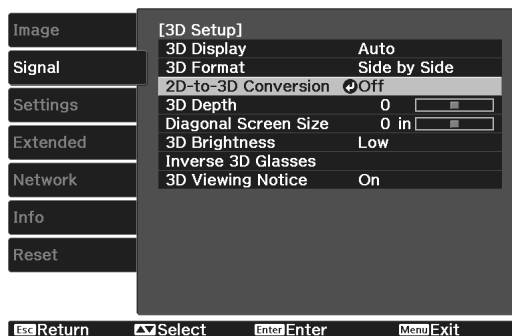 Image
Signal
Settings
Extended
Network
Info
Reset
[3D Setup]
3D Display Auto
3D Format Side by Side
2D-to-3D Conversion Off
3D Depth 0
Diagonal Screen Size 0 in
3D Brightness Low
Inverse 3D Glasses
3D Viewing Notice On
Esc Return Select Enter Enter Menu Exit